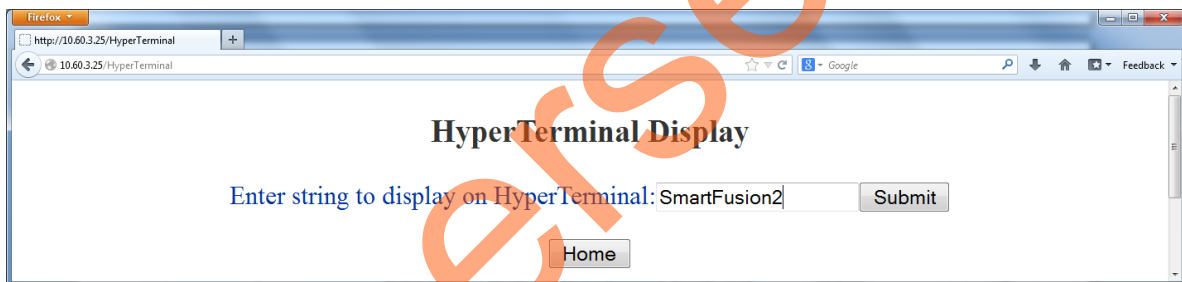 Firefox
http://10.60.3.25/HyperTerminal
10.60.3.25/HyperTerminal
Google
Feedback
HyperTerminal Display
Enter string to display on HyperTerminal: SmartFusion2 Submit
Home